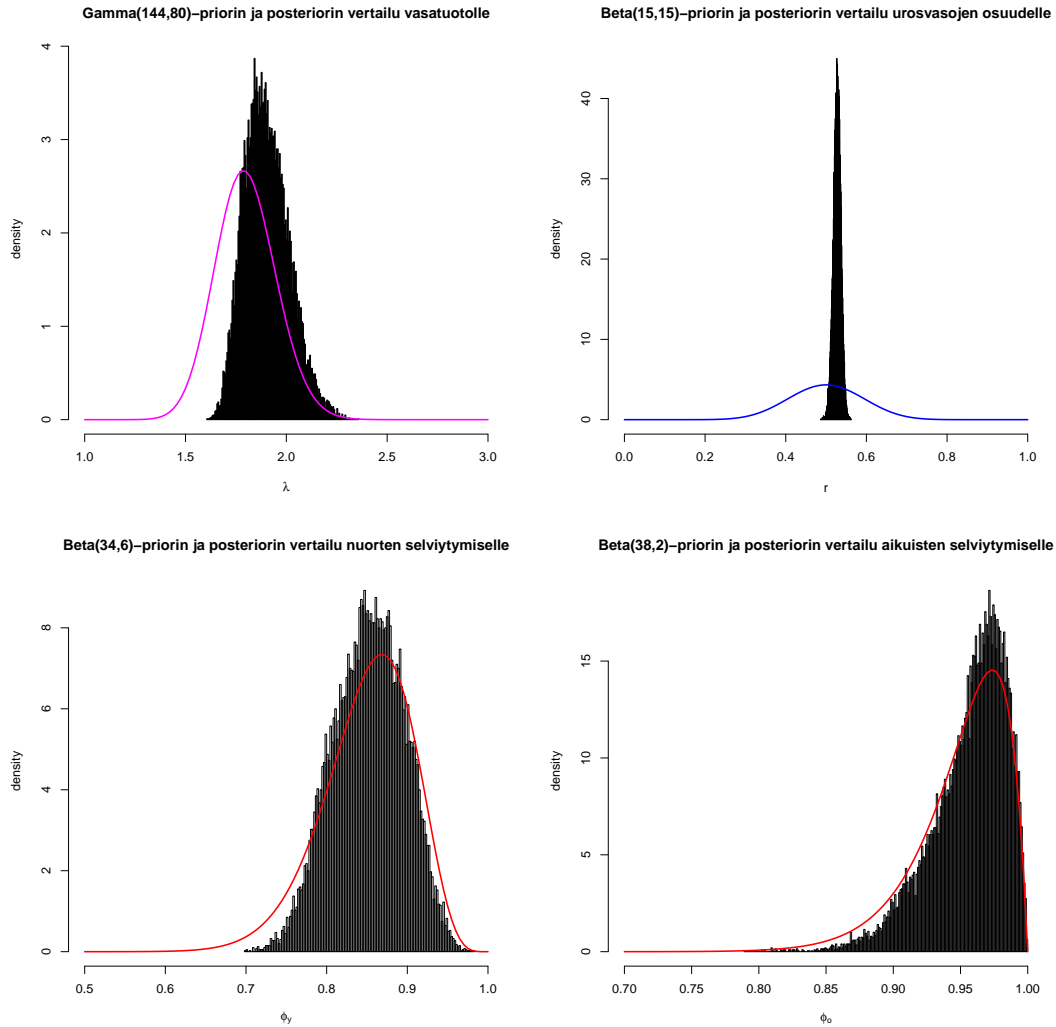 Gamma(144,80)−priorin ja posteriorin vertailu vasatuotolle
density
0
1
2
3
4
1.0 1.5 2.0 2.5 3.0
λ
Beta(15,15)−priorin ja posteriorin vertailu urosvasojen osuudelle
density
0
10
20
30
40
0.0 0.2 0.4 0.6 0.8 1.0
r
Beta(34,6)−priorin ja posteriorin vertailu nuorten selviytymiselle
density
0
2
4
6
8
0.5 0.6 0.7 0.8 0.9 1.0
ϕy
Beta(38,2)−priorin ja posteriorin vertailu aikuisten selviytymiselle
density
0
5
10
15
0.70 0.75 0.80 0.85 0.90 0.95 1.00
ϕo